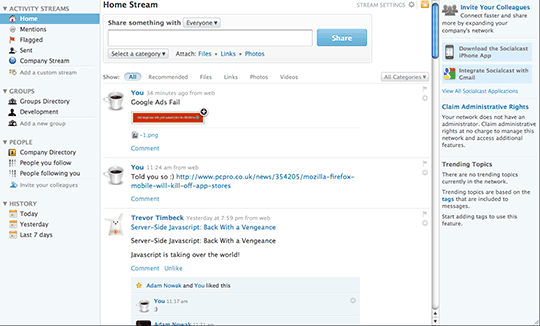 ACTIVITY STREAMS
Home
Mentions
Flagged
Sent
Company Stream
Add a custom stream
GROUPS
Groups Directory
Development
Add a new group
PEOPLE
Company Directory
People you follow
People following you
Invite your colleagues
HISTORY
Today
Yesterday
Last 7 days
Home Stream
STREAM SETTINGS
Share something with Everyone
Share
Select a category
Attach: Files • Links • Photos
Show: All Recommended Files Links Photos Videos
All Categories
You 34 minutes ago from web
Google Ads Fail
-1.png
Comment
You 11:24 am from web
Told you so :) http://www.pcpro.co.uk/news/354205/mozilla-firefox-
mobile-will-kill-off-app-stores
Comment
Trevor Timbeck Yesterday at 7:59 pm from web
Server-Side Javascript: Back With a Vengeance
Server-Side Javascript: Back With a Vengeance
Javascript is taking over the world!
Comment Unlike
Adam Nowak and You liked this
You 11:17 am
:)
Adam Nowak
Invite Your Colleagues
Connect faster and share
more by expanding your
company's network
Download the Socialcast
iPhone App
Integrate Socialcast with
Gmail
View All Socialcast Applications
Claim Administrative Rights
Your network does not have an
administrator. Claim administrative
rights at no charge to manage this
network and access additional
features.
Trending Topics
There are no trending topics
currently in the network.
Trending topics are based on the
tags that are included to
messages.
Start adding tags to use this
feature.